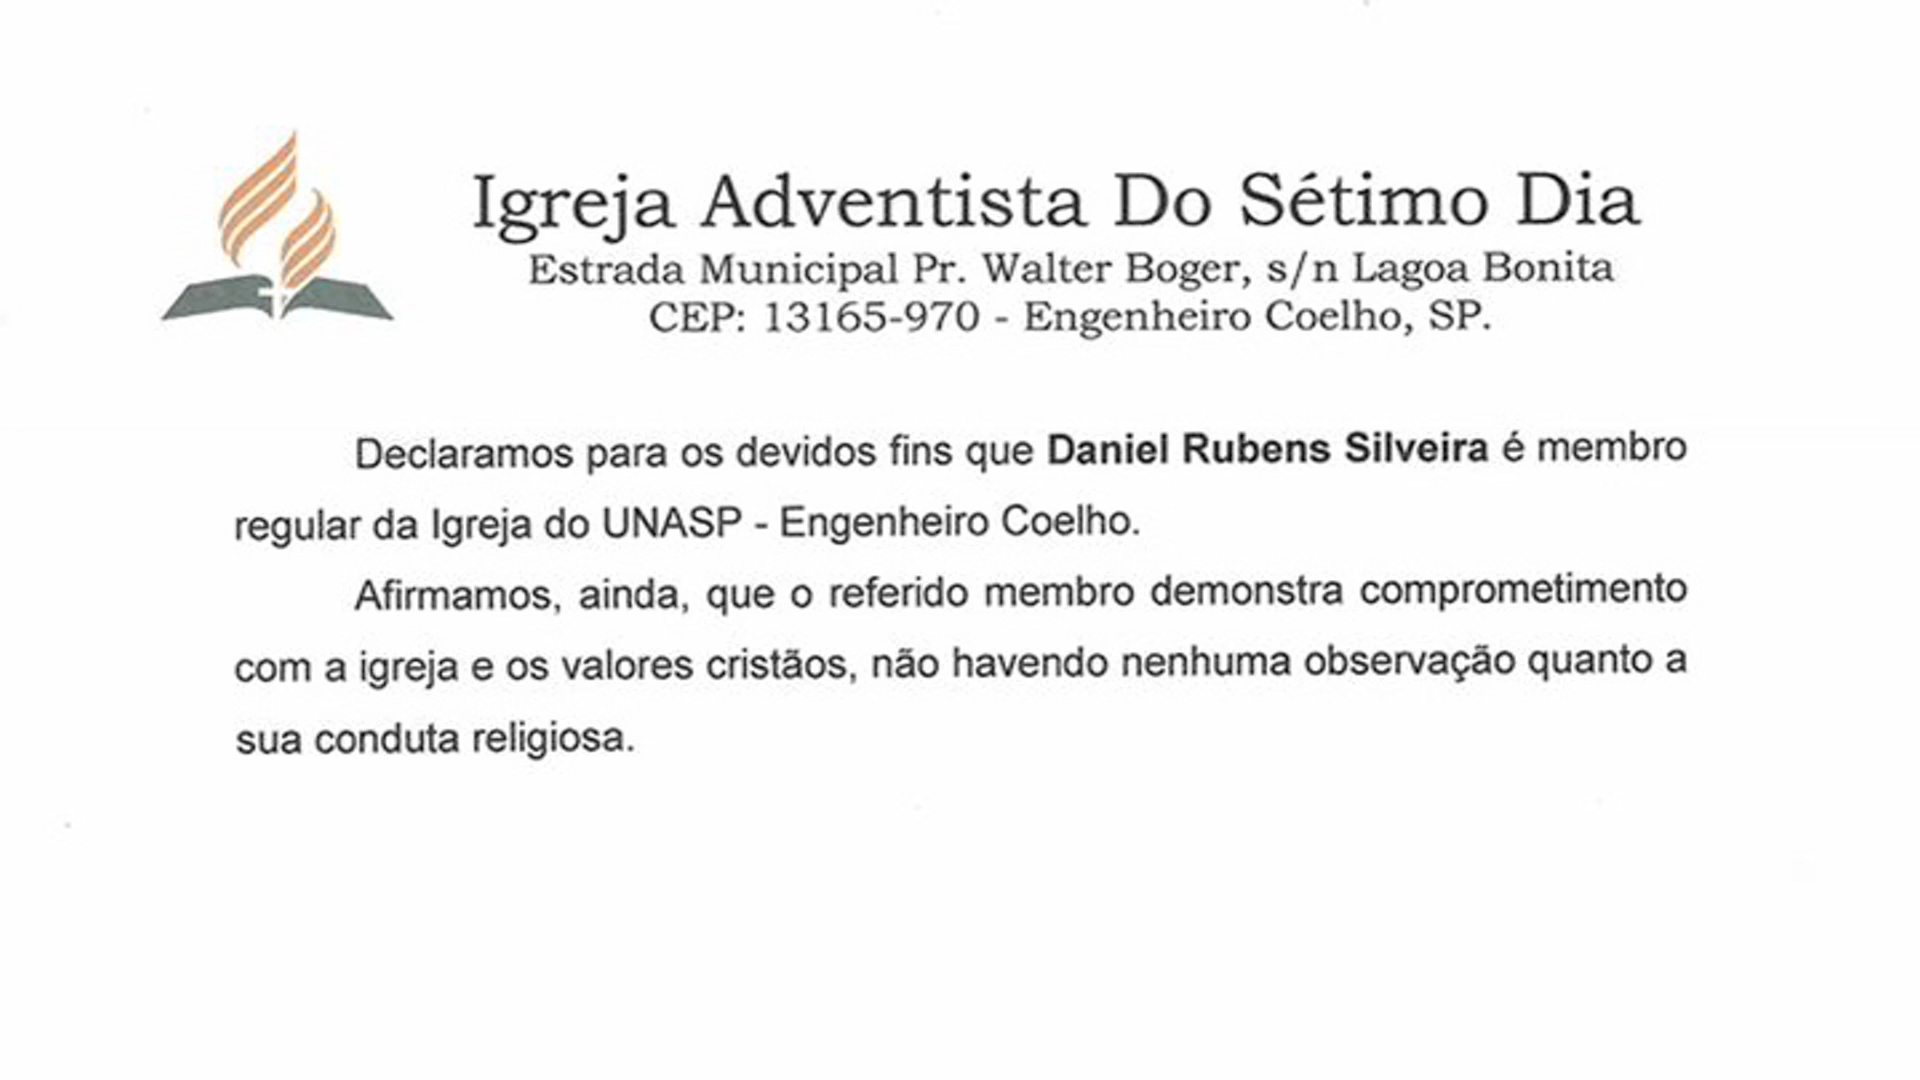 Igreja Adventista Do Sétimo Dia
Estrada Municipal Pr. Walter Boger, s/n Lagoa Bonita
CEP: 13165-970 - Engenheiro Coelho, SP.
Declaramos para os devidos fins que Daniel Rubens Silveira é membro
regular da Igreja do UNASP - Engenheiro Coelho.
Afirmamos, ainda, que o referido membro demonstra comprometimento
com a igreja e os valores cristãos, não havendo nenhuma observação quanto a
sua conduta religiosa.